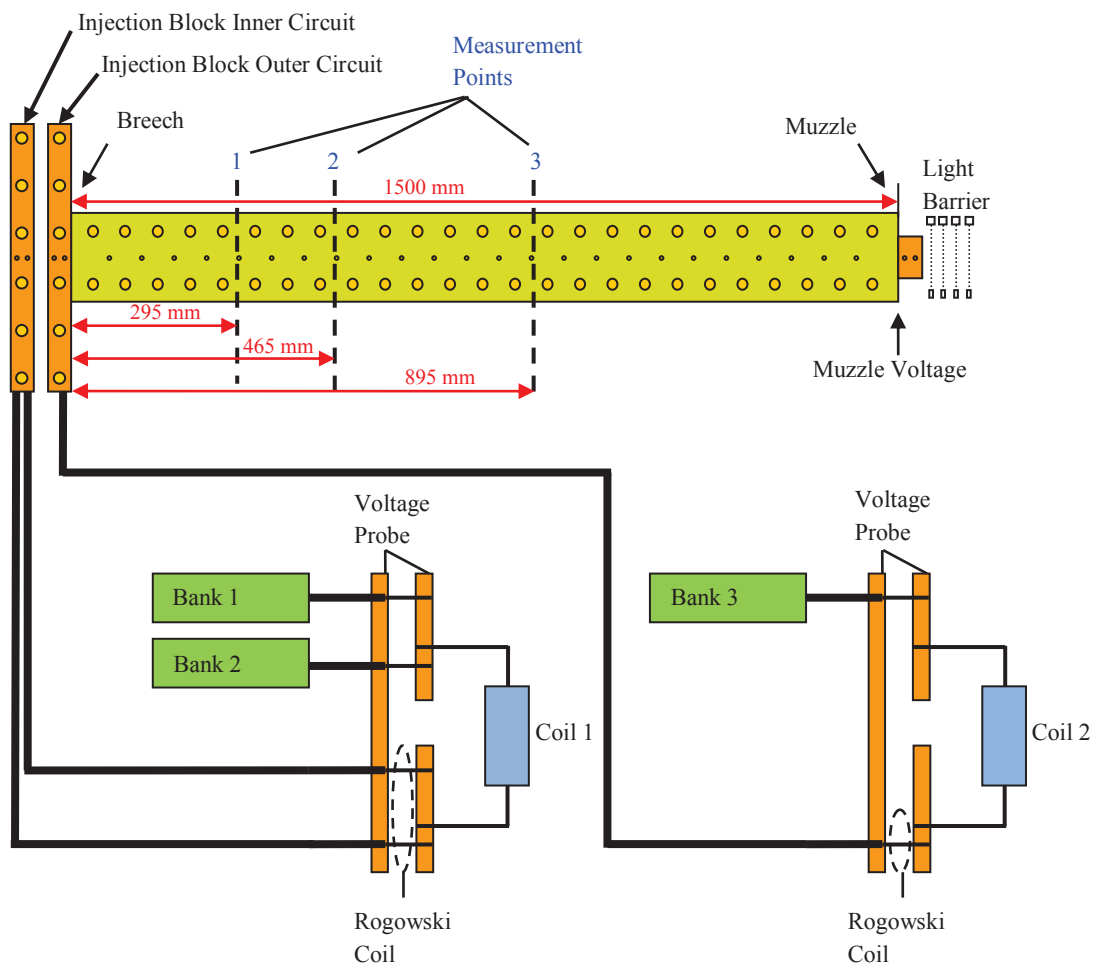 Injection Block Inner Circuit
Injection Block Outer Circuit
Breech
Measurement
Points
Muzzle
Light
Barrier
1
2
3
1500 mm
295 mm
465 mm
895 mm
Muzzle Voltage
Voltage
Probe
Bank 1
Bank 2
Coil 1
Rogowski
Coil
Voltage
Probe
Bank 3
Coil 2
Rogowski
Coil